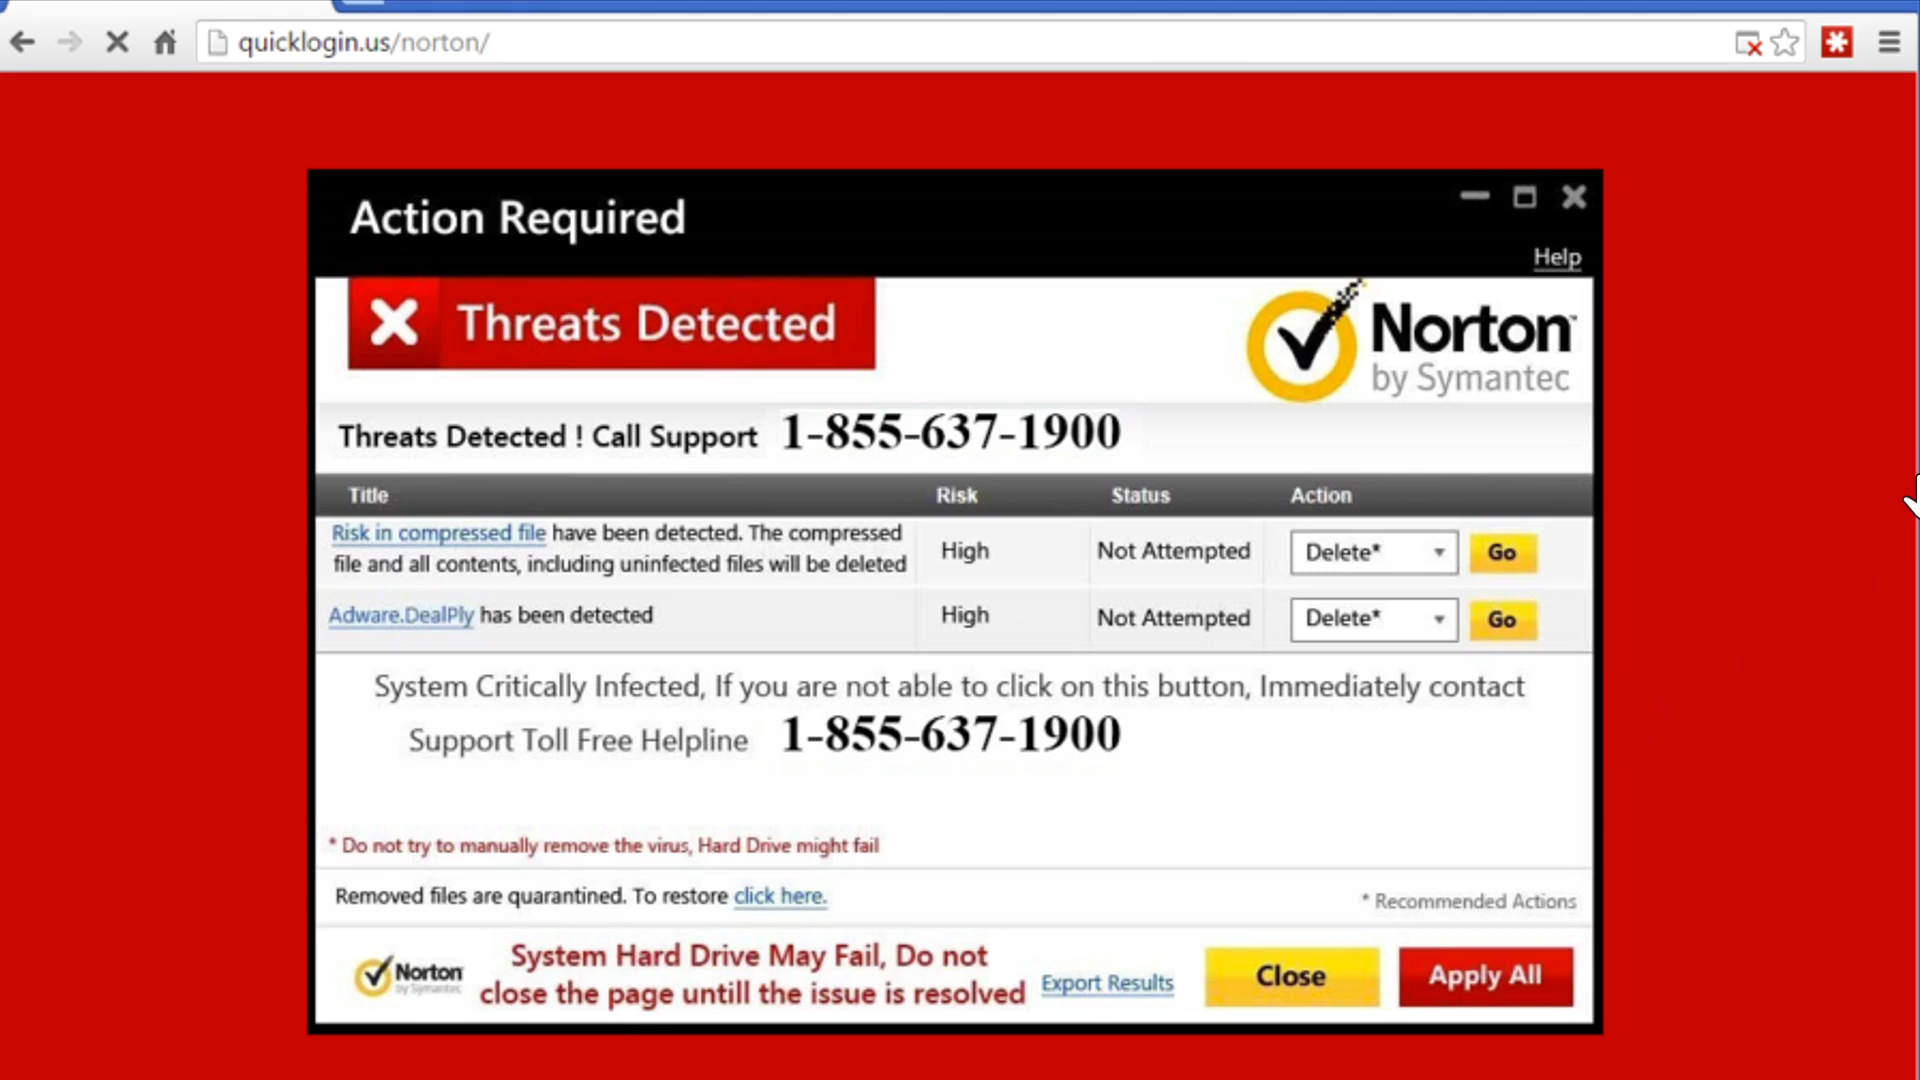 quicklogin.us/norton/
Action Required
Help
Threats Detected
Norton™
by Symantec
Threats Detected ! Call Support 1-855-637-1900
Title Risk Status Action
Risk in compressed file have been detected. The compressed
file and all contents, including uninfected files will be deleted
High Not Attempted Delete* Go
Adware.DealPly has been detected High Not Attempted Delete* Go
System Critically Infected, If you are not able to click on this button, Immediately contact
Support Toll Free Helpline 1-855-637-1900
* Do not try to manually remove the virus, Hard Drive might fail
Removed files are quarantined. To restore click here.
* Recommended Actions
Norton
by Symantec
System Hard Drive May Fail, Do not
close the page untill the issue is resolved
Export Results
Close
Apply All